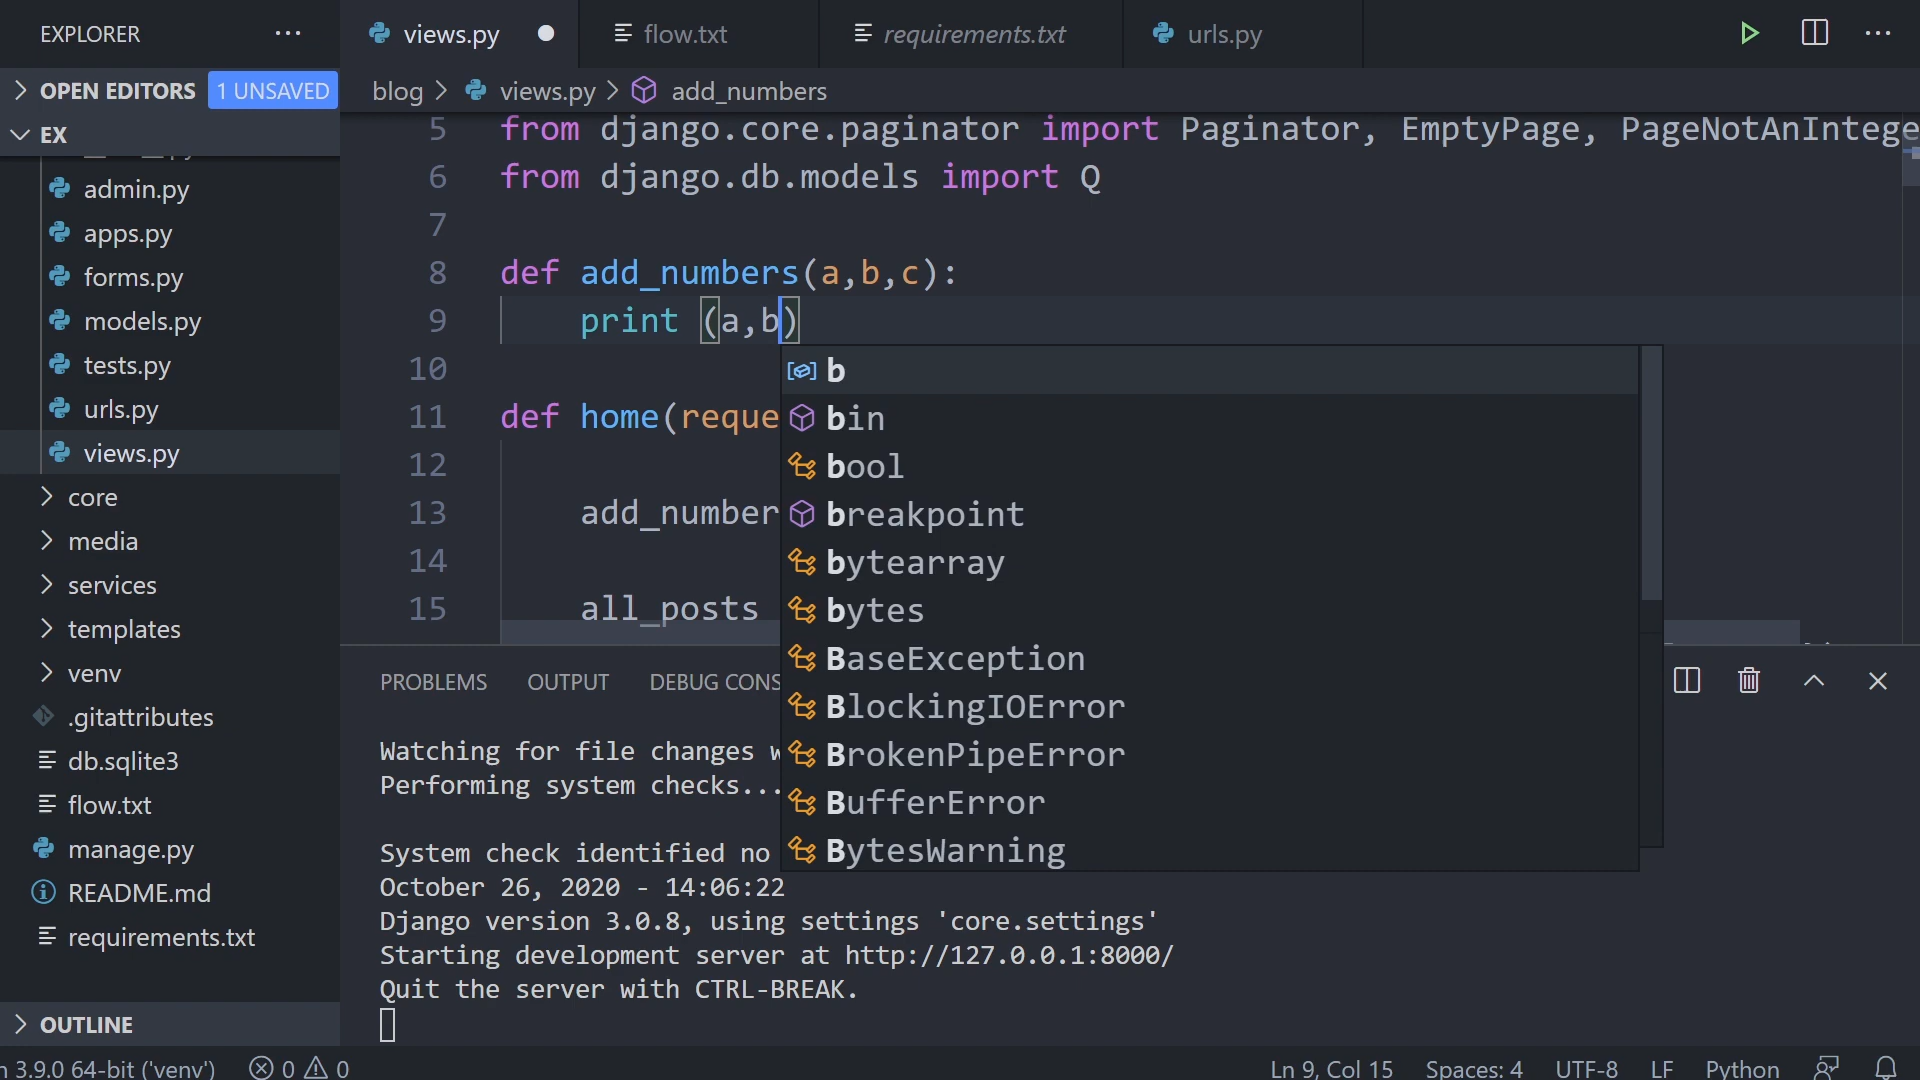 EXPLORER
OPEN EDITORS 1 UNSAVED
EX
admin.py
apps.py
forms.py
models.py
tests.py
urls.py
views.py
core
media
services
templates
venv
.gitattributes
db.sqlite3
flow.txt
manage.py
README.md
requirements.txt
OUTLINE
views.py flow.txt requirements.txt urls.py
blog > views.py > add_numbers
5 from django.core.paginator import Paginator, EmptyPage, PageNotAnIntege
6 from django.db.models import Q
7
8 def add_numbers(a,b,c):
9 print (a,b)
10
11 def home(reque
12
13 add_number
14
15 all_posts
b
bin
bool
breakpoint
bytearray
bytes
BaseException
BlockingIOError
BrokenPipeError
BufferError
BytesWarning
PROBLEMS OUTPUT DEBUG CONS
Watching for file changes w
Performing system checks...
System check identified no
October 26, 2020 - 14:06:22
Django version 3.0.8, using settings 'core.settings'
Starting development server at http://127.0.0.1:8000/
Quit the server with CTRL-BREAK.
n 3.9.0 64-bit ('venv') 0 0 Ln 9, Col 15 Spaces: 4 UTF-8 LF Python